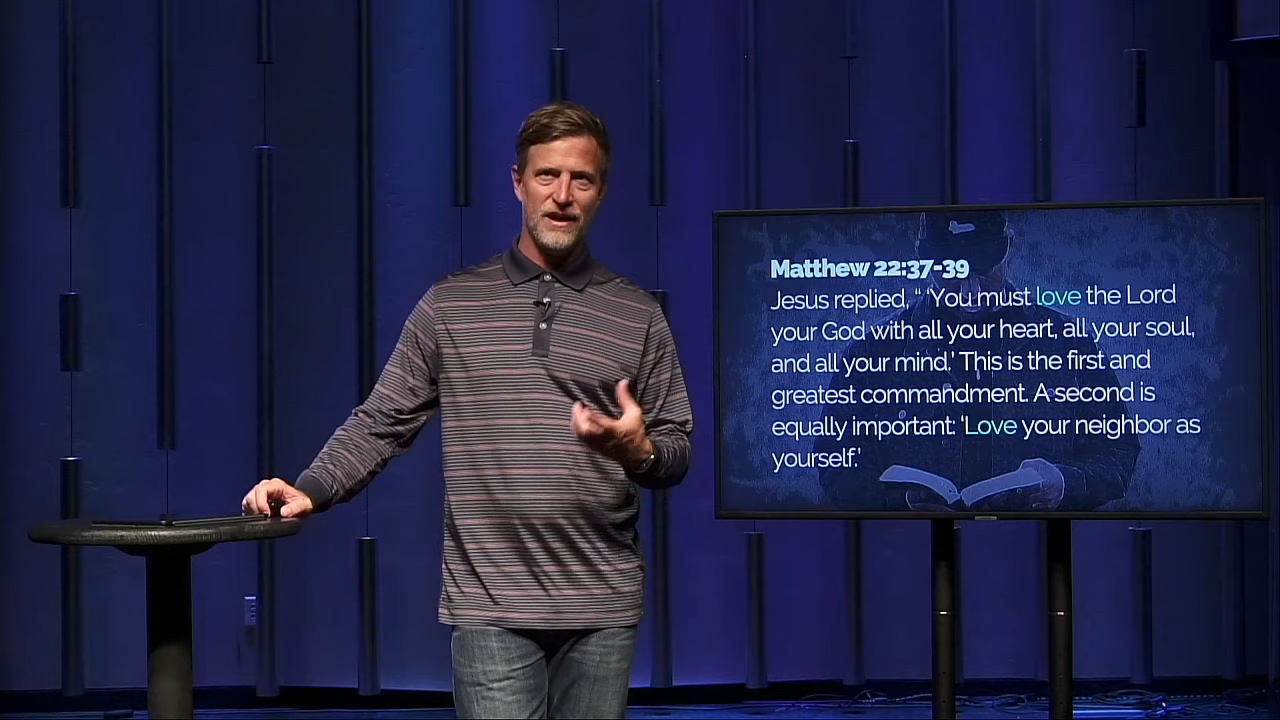 Matthew 22:37-39
Jesus replied, “ ‘You must love the Lord
your God with all your heart, all your soul,
and all your mind.’ This is the first and
greatest commandment. A second is
equally important: ‘Love your neighbor as
yourself.’